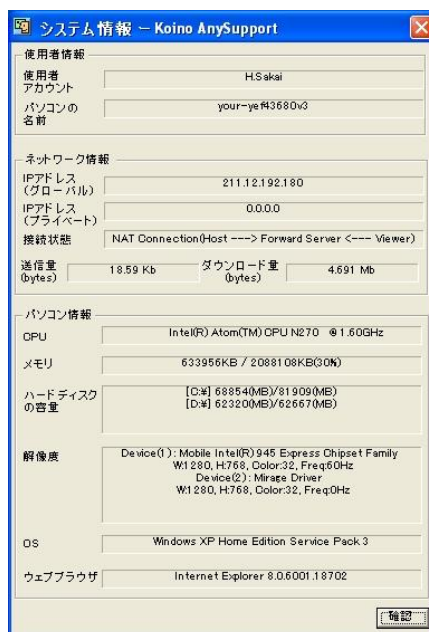 システム情報 － Koino AnySupport
使用者情報
使用者
アカウント
H.Sakai
パソコンの
名前
your-yef43680v3
ネットワーク情報
IPアドレス
(グローバル)
211.12.192.180
IPアドレス
(プライベート)
0.0.0.0
接続状態
NAT Connection(Host ---> Forward Server <--- Viewer)
送信量
(bytes)
18.59 Kb
ダウンロード量
(bytes)
4.691 Mb
パソコン情報
CPU
Intel(R) Atom(TM) CPU N270 @ 1.60GHz
メモリ
633956KB / 2088108KB(30%)
ハードディスク
の容量
[C:¥] 68854(MB)/81909(MB)
[D:¥] 62320(MB)/62667(MB)
解像度
Device(1) : Mobile Intel(R) 945 Express Chipset Family
W:1280, H:768, Color:32, Freq:60Hz
Device(2) : Mirage Driver
W:1280, H:768, Color:32, Freq:0Hz
OS
Windows XP Home Edition Service Pack 3
ウェブブラウザ
Internet Explorer 8.0.6001.18702
確認